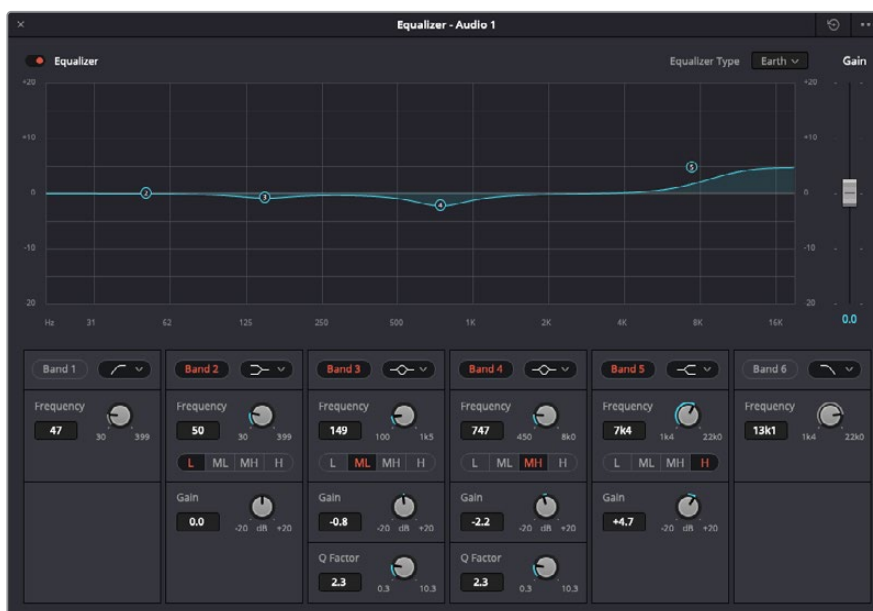 Equalizer - Audio 1
Equalizer
Equalizer Type Earth Gain
+20 +20
+10 +10
0 0
-10 -10
20 20
2 3 4 5
Hz 31 62 125 250 500 1K 2K 4K 8K 16K 0.0
Band 1 Band 2 Band 3 Band 4 Band 5 Band 6
Frequency Frequency Frequency Frequency Frequency Frequency
47 30 399 50 30 399 149 100 1k5 747 450 8k0 7k4 1k4 22k0 13k1 1k4 22k0
L ML MH H L ML MH H L ML MH H L ML MH H
Gain Gain Gain Gain
0.0 -20 dB +20 -0.8 -20 dB +20 -2.2 -20 dB +20 +4.7 -20 dB +20
Q Factor Q Factor
2.3 0.3 10.3 2.3 0.3 10.3